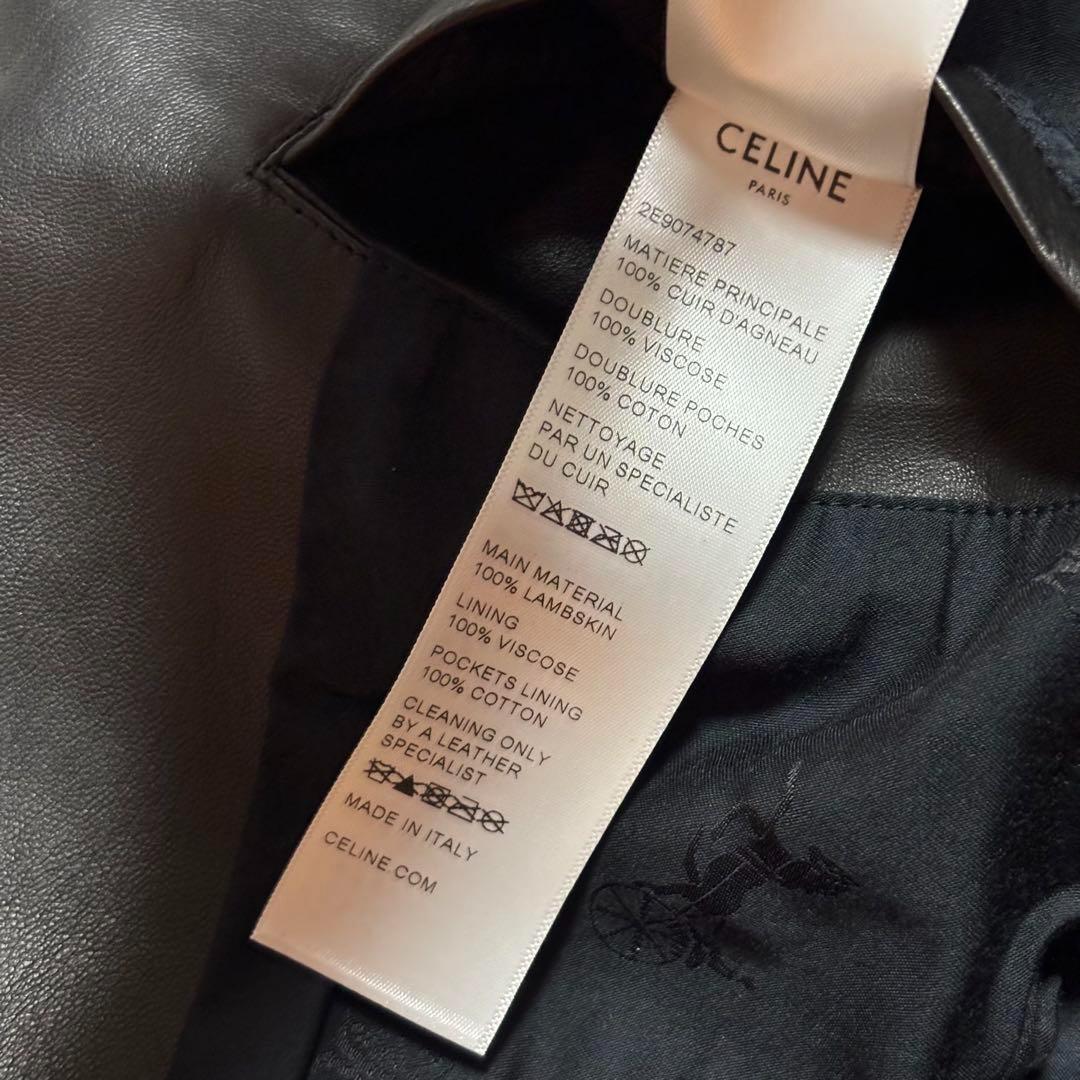 CELINE
PARIS
2E9074787
MATIERE PRINCIPALE
100% CUIR D'AGNEAU
DOUBLURE
100% VISCOSE
DOUBLURE POCHES
100% COTON
NETTOYAGE
PAR UN SPECIALISTE
DU CUIR
MAIN MATERIAL
100% LAMBSKIN
LINING
100% VISCOSE
POCKETS LINING
100% COTTON
CLEANING ONLY
BY A LEATHER
SPECIALIST
MADE IN ITALY
CELINE.COM